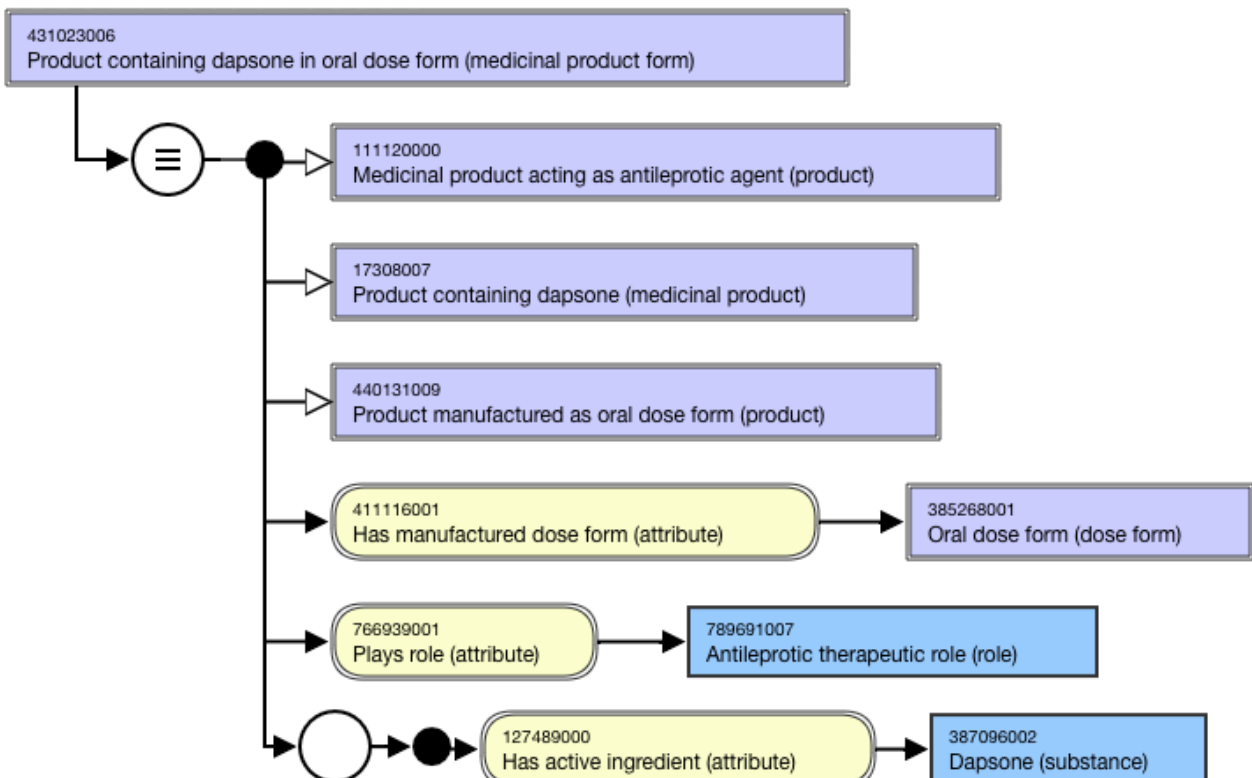 431023006
Product containing dapsone in oral dose form (medicinal product form)
111120000
Medicinal product acting as antileprotic agent (product)
17308007
Product containing dapsone (medicinal product)
440131009
Product manufactured as oral dose form (product)
411116001
Has manufactured dose form (attribute)
385268001
Oral dose form (dose form)
766939001
Plays role (attribute)
789691007
Antileprotic therapeutic role (role)
127489000
Has active ingredient (attribute)
387096002
Dapsone (substance)